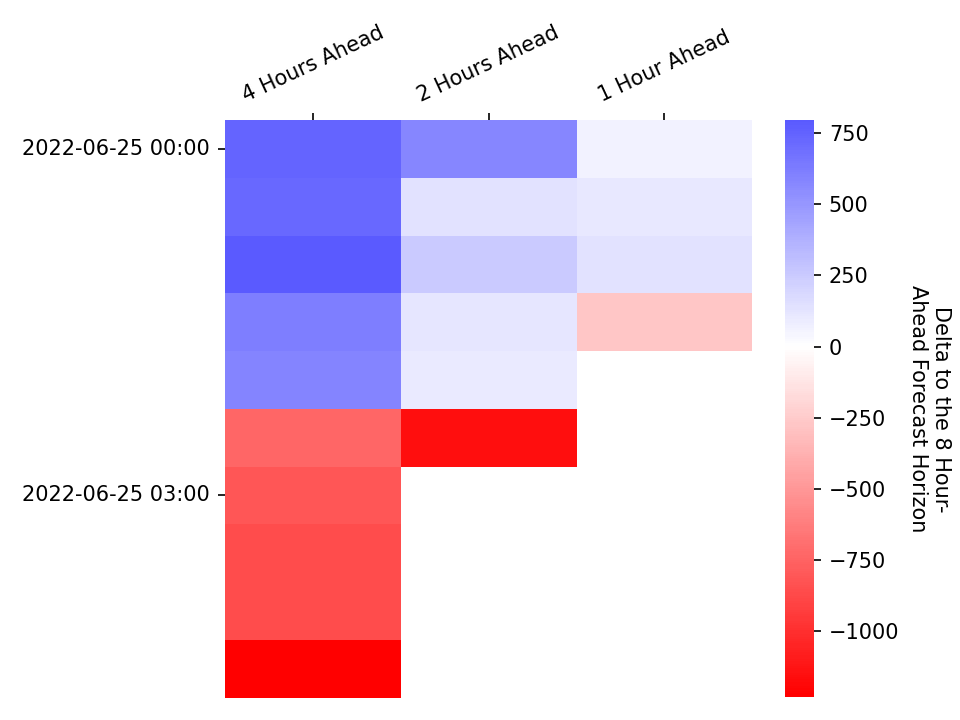 4 Hours Ahead
2 Hours Ahead
1 Hour Ahead
2022-06-25 00:00
2022-06-25 03:00
750
500
250
0
−250
−500
−750
−1000
Delta to the 8 Hour-
Ahead Forecast Horizon